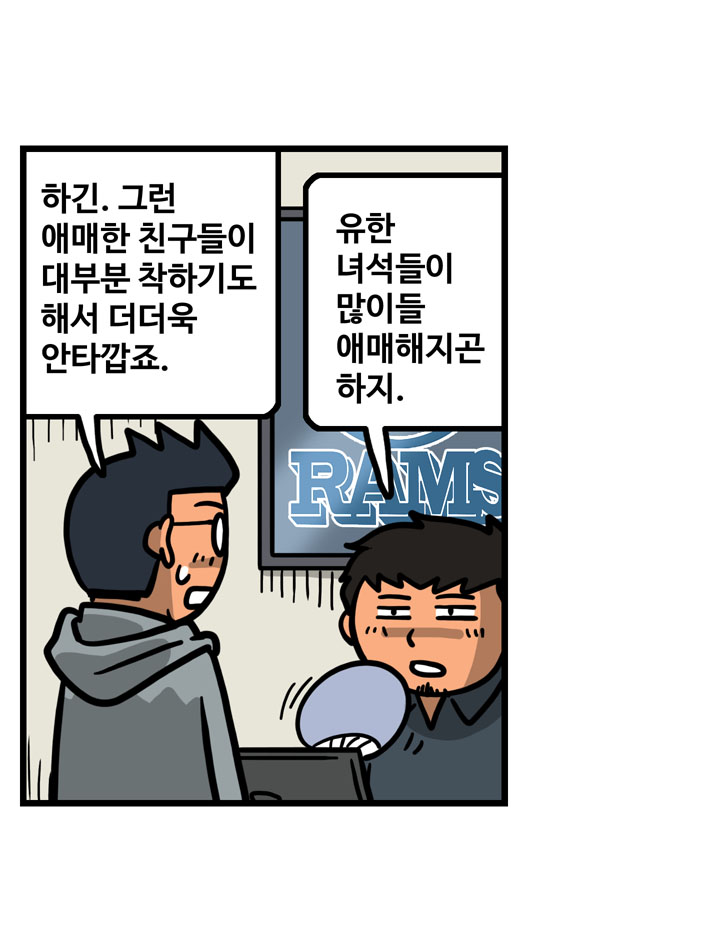 하긴. 그런
애매한 친구들이
대부분 착하기도
해서 더더욱
안타깝죠.
유한
녀석들이
많이들
애매해지곤
하지.
RAMS